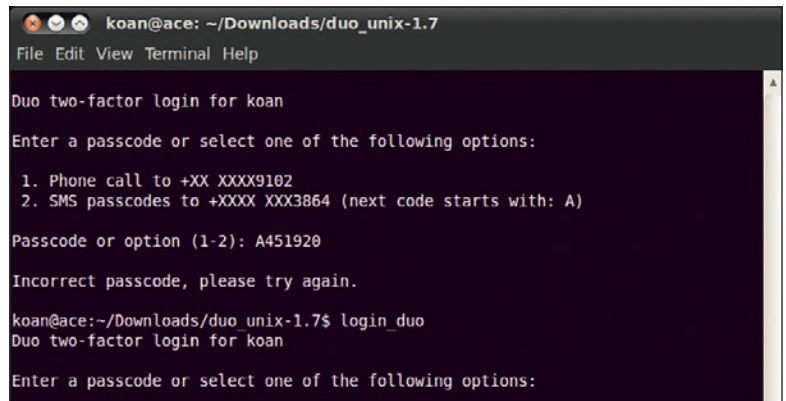 koan@ace: ~/Downloads/duo_unix-1.7
File Edit View Terminal Help
Duo two-factor login for koan
Enter a passcode or select one of the following options:
1. Phone call to +XX XXXX9102
2. SMS passcodes to +XXXX XXX3864 (next code starts with: A)
Passcode or option (1-2): A451920
Incorrect passcode, please try again.
koan@ace:~/Downloads/duo_unix-1.7$ login_duo
Duo two-factor login for koan
Enter a passcode or select one of the following options: